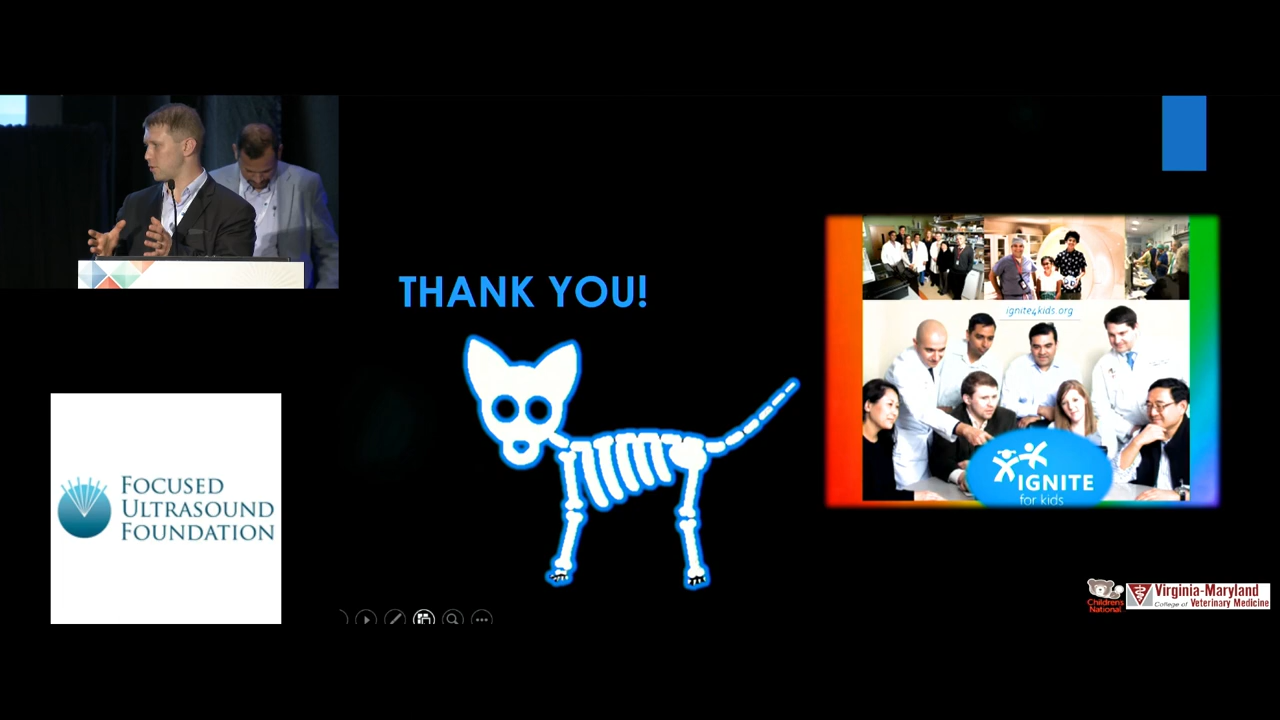 THANK YOU!
ignite4kids.org
IGNITE
for kids
FOCUSED
ULTRASOUND
FOUNDATION
Children's
National
Virginia-Maryland
College of Veterinary Medicine